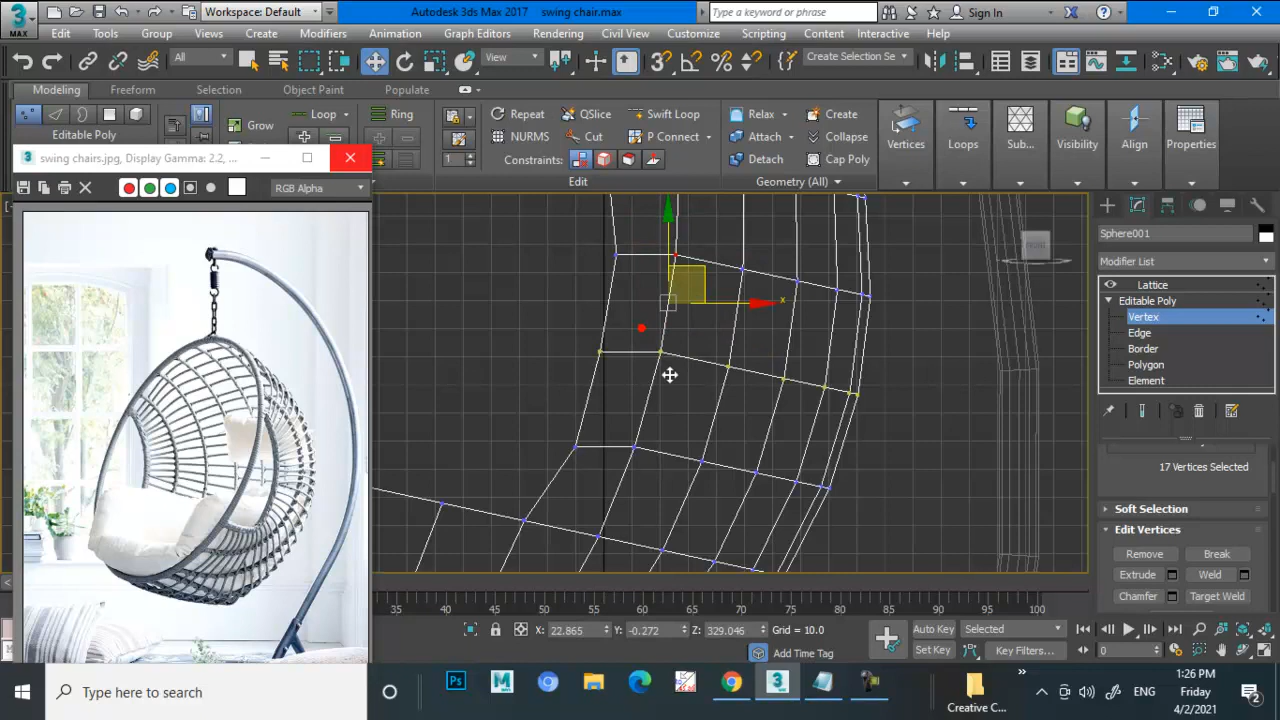 3
MAX
Workspace: Default
Autodesk 3ds Max 2017
swing chair.max
Type a keyword or phrase
Sign In
Edit
Tools
Group
Views
Create
Modifiers
Animation
Graph Editors
Rendering
Civil View
Customize
Scripting
Content
Interactive
Help
All
View
3
%
Create Selection Se
Modeling
Freeform
Selection
Object Paint
Populate
Loop
Ring
Grow
Editable Poly
1
Repeat
QSlice
Swift Loop
NURMS
Cut
P Connect
Constraints:
Edit
Relax
Create
Attach
Collapse
Detach
Cap Poly
Geometry (All)
Vertices
Loops
Sub...
Visibility
Align
Properties
swing chairs.jpg, Display Gamma: 2.2, ...
RGB Alpha
x
FRONT
Sphere001
Modifier List
Lattice
Editable Poly
Vertex
Edge
Border
Polygon
Element
17 Vertices Selected
Soft Selection
Edit Vertices
Remove
Break
Extrude
Weld
Chamfer
Target Weld
35 40 45 50 55 60 65 70 75 80 85 90 95 100
X: 22.865
Y: -0.272
Z: 329.046
Grid = 10.0
Add Time Tag
Auto Key
Selected
Set Key
Key Filters...
0
Type here to search
Ps
M
3
Creative C...
ENG
1:26 PM
Friday
4/2/2021
2